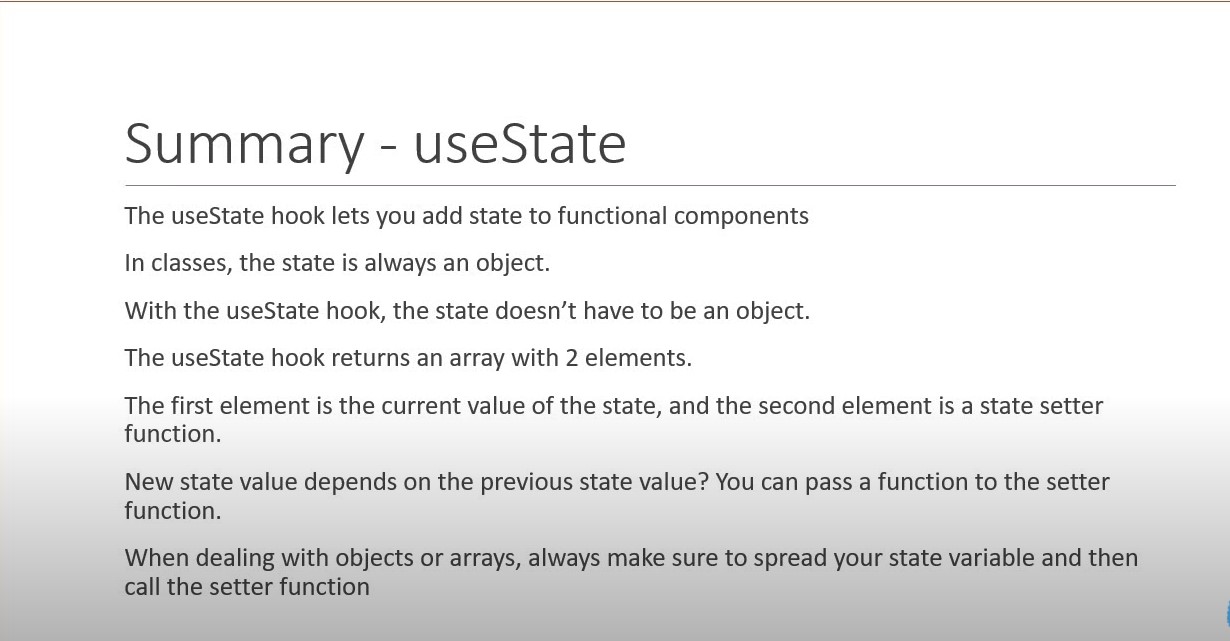 Summary - useState
The useState hook lets you add state to functional components
In classes, the state is always an object.
With the useState hook, the state doesn’t have to be an object.
The useState hook returns an array with 2 elements.
The first element is the current value of the state, and the second element is a state setter
function.
New state value depends on the previous state value? You can pass a function to the setter
function.
When dealing with objects or arrays, always make sure to spread your state variable and then
call the setter function